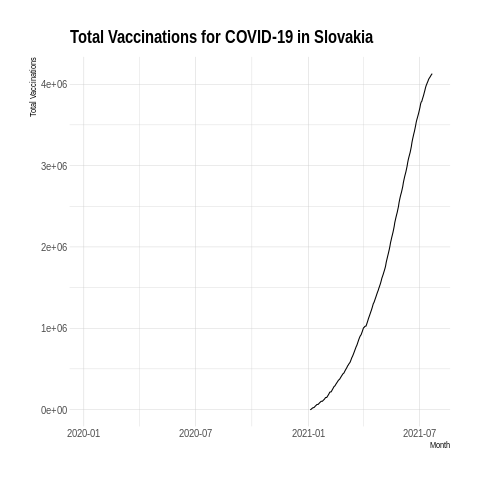 Total Vaccinations for COVID-19 in Slovakia
Total Vaccinations
4e+06
3e+06
2e+06
1e+06
0e+00
2020-01 2020-07 2021-01 2021-07
Month